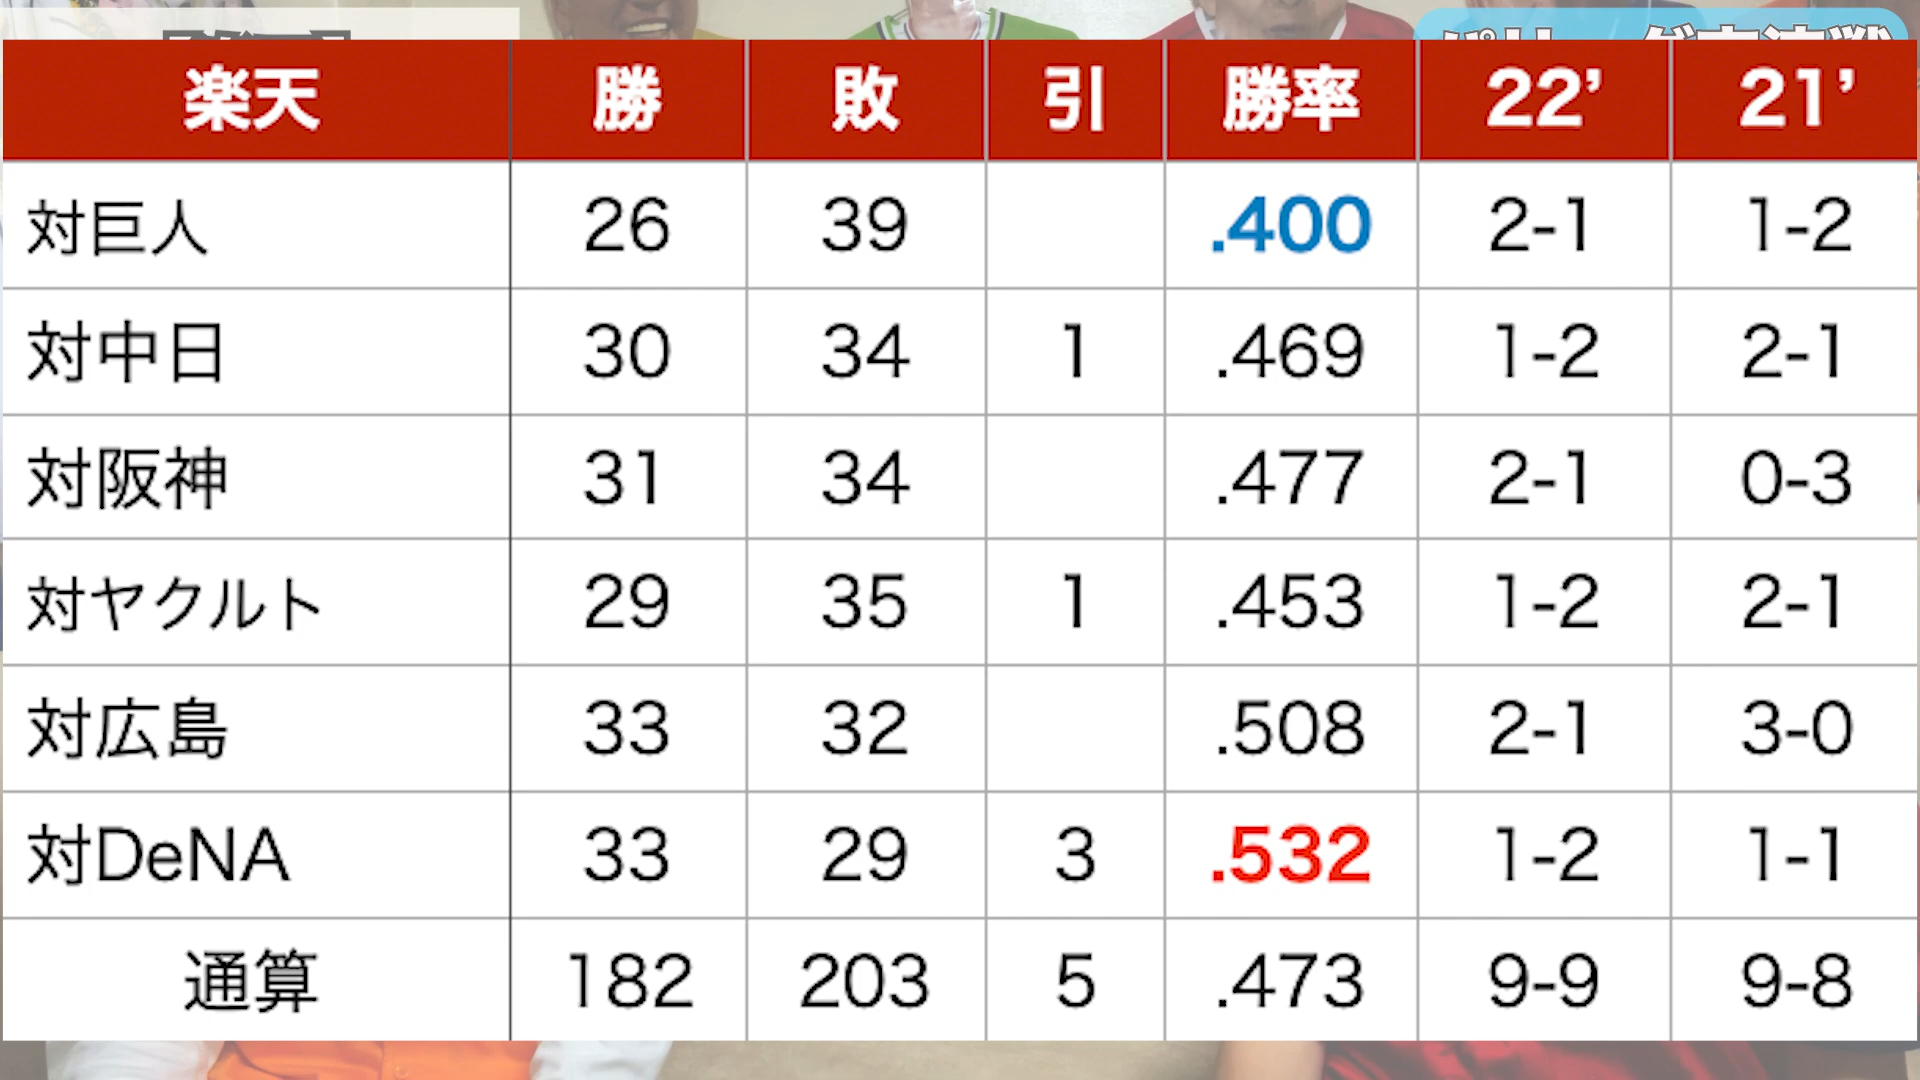 楽天 勝 敗 引 勝率 22’ 21’
対巨人 26 39 .400 2-1 1-2
対中日 30 34 1 .469 1-2 2-1
対阪神 31 34 .477 2-1 0-3
対ヤクルト 29 35 1 .453 1-2 2-1
対広島 33 32 .508 2-1 3-0
対DeNA 33 29 3 .532 1-2 1-1
通算 182 203 5 .473 9-9 9-8